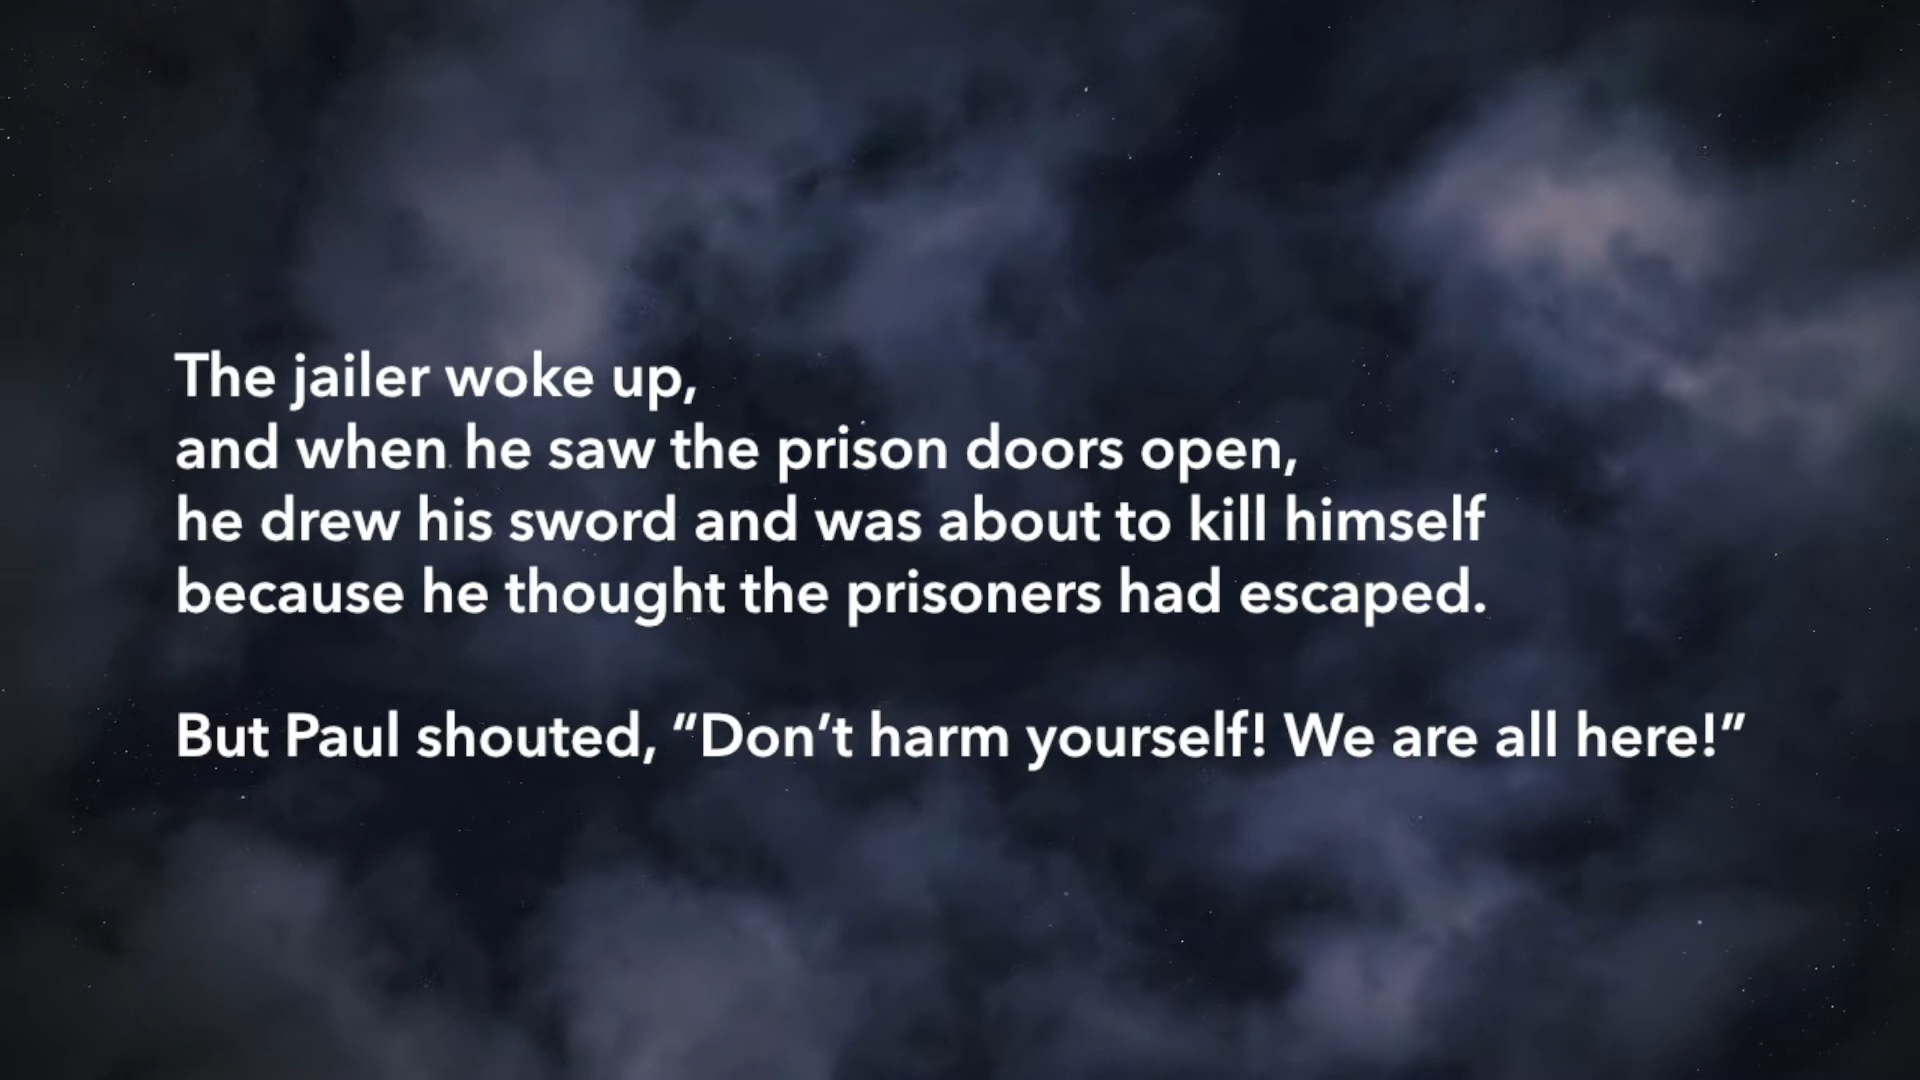 The jailer woke up,
and when he saw the prison doors open,
he drew his sword and was about to kill himself
because he thought the prisoners had escaped.
But Paul shouted, “Don’t harm yourself! We are all here!”